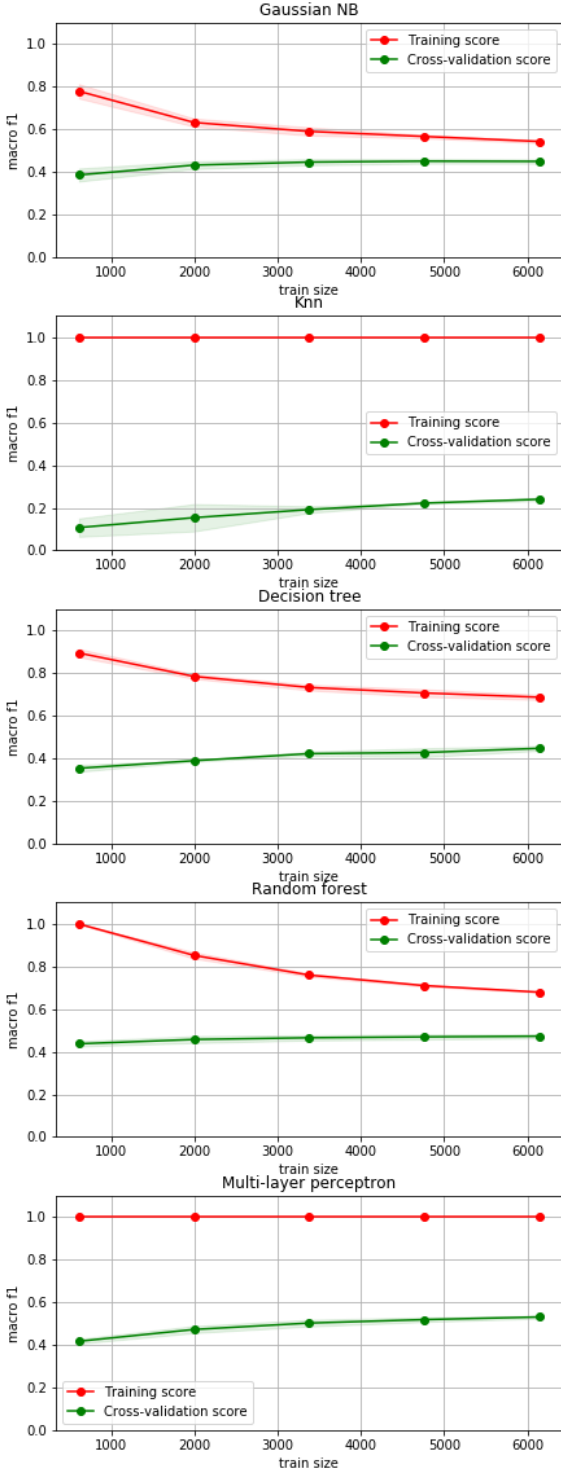 Gaussian NB
1.0
0.8
0.6
0.4
0.2
0.0
macro f1
Training score
Cross-validation score
1000 2000 3000 4000 5000 6000
train size
Knn
1.0
0.8
0.6
0.4
0.2
0.0
macro f1
Training score
Cross-validation score
1000 2000 3000 4000 5000 6000
train size
Decision tree
1.0
0.8
0.6
0.4
0.2
0.0
macro f1
Training score
Cross-validation score
1000 2000 3000 4000 5000 6000
train size
Random forest
1.0
0.8
0.6
0.4
0.2
0.0
macro f1
Training score
Cross-validation score
1000 2000 3000 4000 5000 6000
train size
Multi-layer perceptron
1.0
0.8
0.6
0.4
0.2
0.0
macro f1
Training score
Cross-validation score
1000 2000 3000 4000 5000 6000
train size